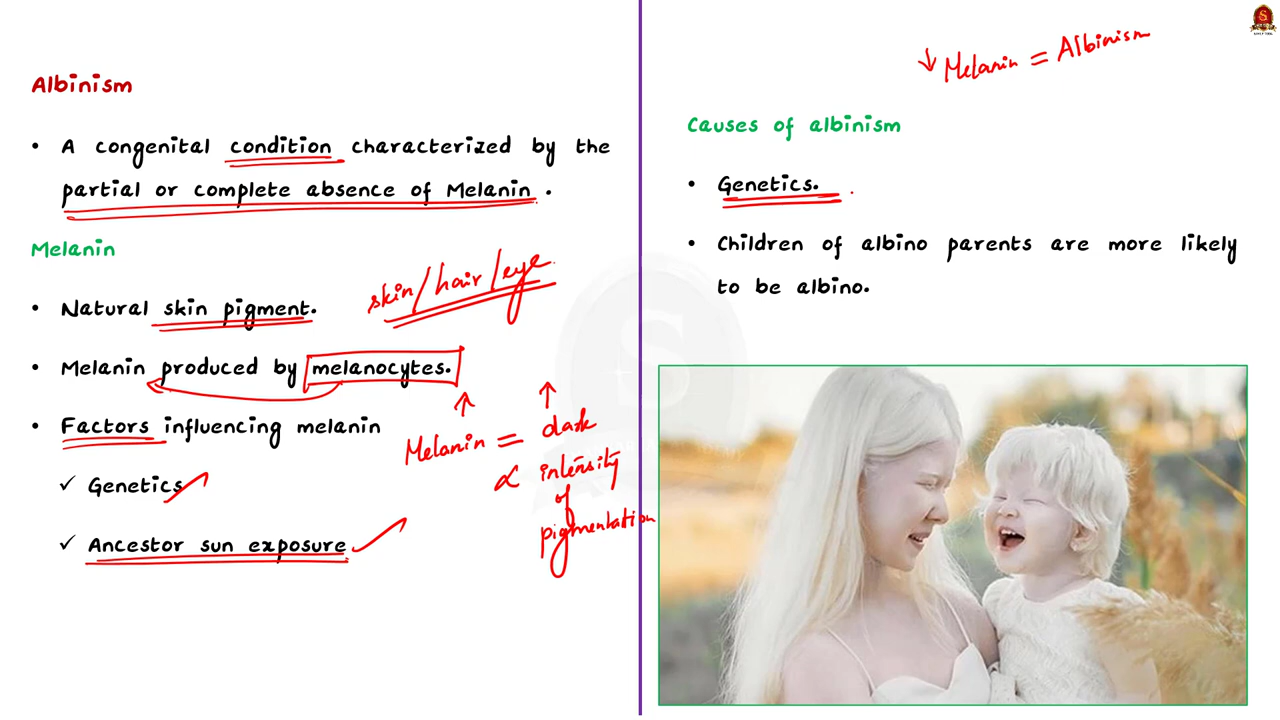 Albinism
• A congenital condition characterized by the
partial or complete absence of Melanin .
Melanin
• Natural skin pigment.
skin/hair/eye
• Melanin produced by melanocytes.
• Factors influencing melanin
✓ Genetics
✓ Ancestor sun exposure
↑ ↑
Melanin = dark
∝ intensity
of
pigmentation
↓ Melanin = Albinism
Causes of albinism
• Genetics.
• Children of albino parents are more likely
to be albino.